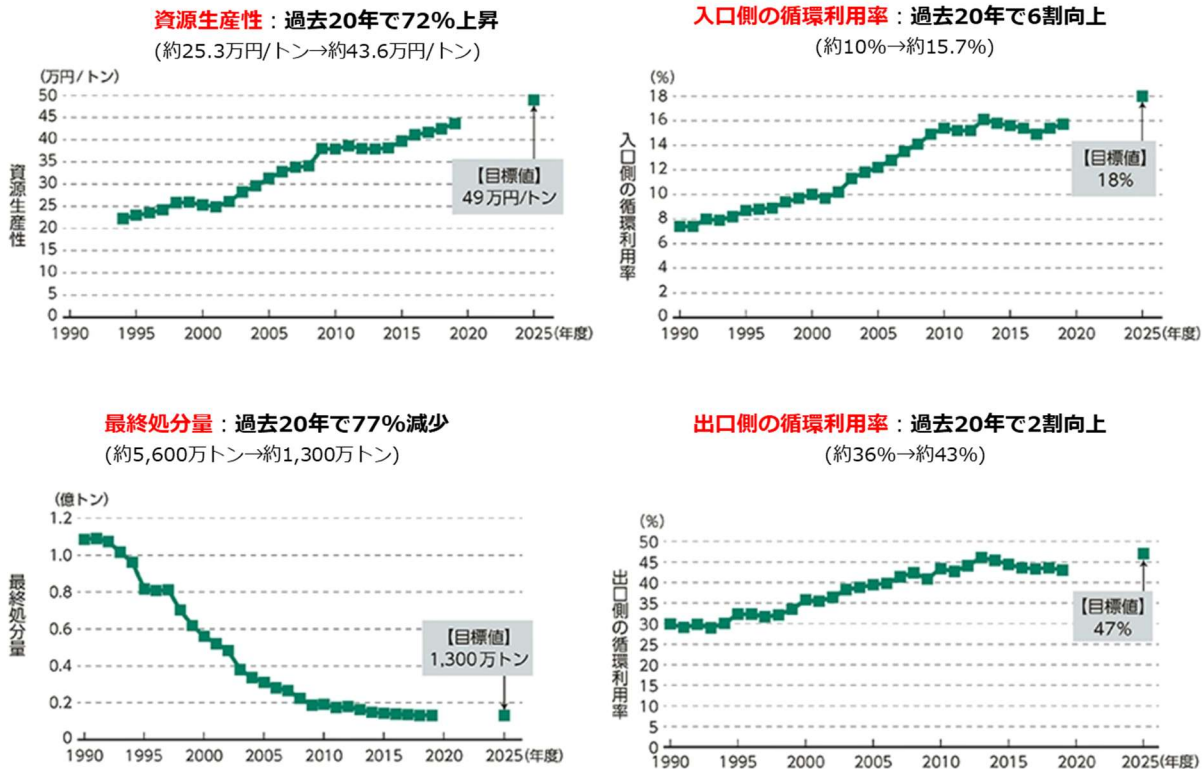 資源生産性：過去20年で72%上昇
(約25.3万円/トン→約43.6万円/トン)
(万円/トン)
50
45
40
35
30
25
20
15
10
5
0
資源生産性
【目標値】
49万円/トン
1990 1995 2000 2005 2010 2015 2020 2025(年度)
入口側の循環利用率：過去20年で6割向上
(約10%→約15.7%)
(%)
18
16
14
12
10
8
6
4
2
0
入口側の循環利用率
【目標値】
18%
1990 1995 2000 2005 2010 2015 2020 2025(年度)
最終処分量：過去20年で77%減少
(約5,600万トン→約1,300万トン)
(億トン)
1.2
1.0
0.8
0.6
0.4
0.2
0
最終処分量
【目標値】
1,300万トン
1990 1995 2000 2005 2010 2015 2020 2025(年度)
出口側の循環利用率：過去20年で2割向上
(約36%→約43%)
(%)
50
45
40
35
30
25
20
15
10
5
0
出口側の循環利用率
【目標値】
47%
1990 1995 2000 2005 2010 2015 2020 2025(年度)